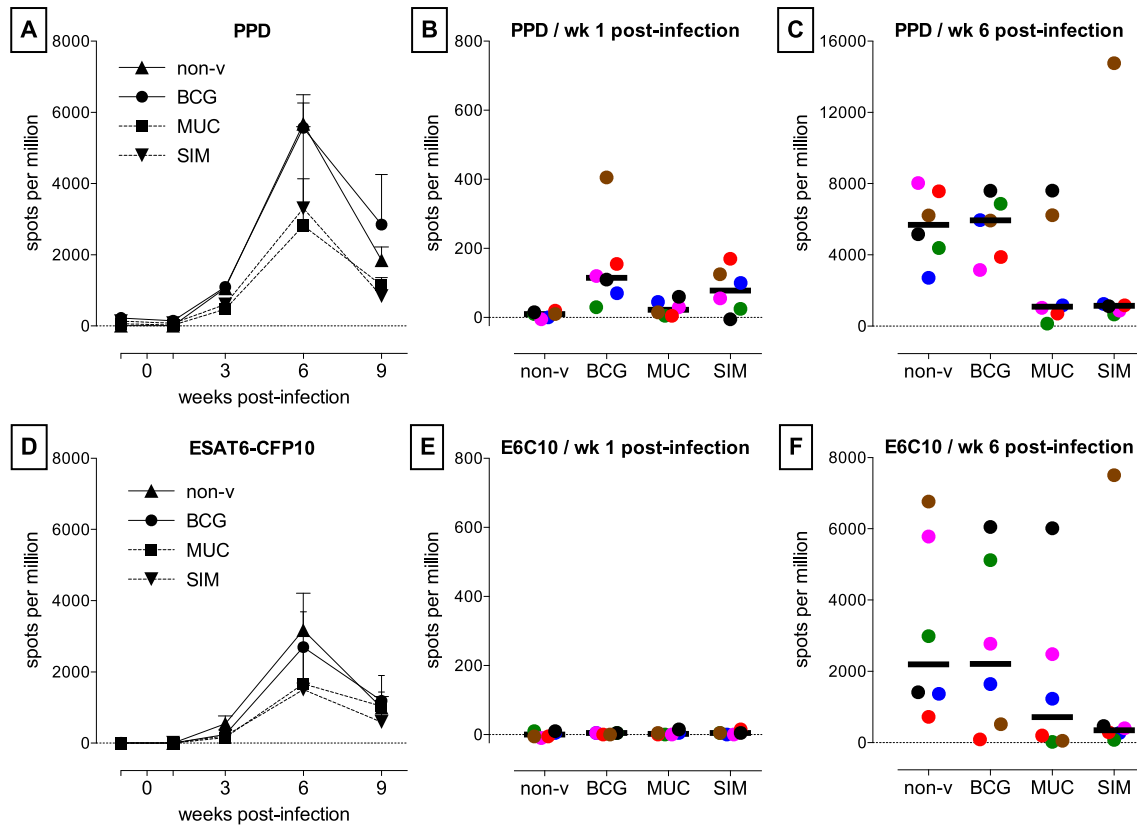 A
PPD
8000
6000
4000
2000
0
spots per million
non-v
BCG
MUC
SIM
0
3
6
9
weeks post-infection
B
PPD / wk 1 post-infection
800
600
400
200
0
spots per million
non-v
BCG
MUC
SIM
C
PPD / wk 6 post-infection
16000
12000
8000
4000
0
spots per million
non-v
BCG
MUC
SIM
D
ESAT6-CFP10
8000
6000
4000
2000
0
spots per million
non-v
BCG
MUC
SIM
0
3
6
9
weeks post-infection
E
E6C10 / wk 1 post-infection
800
600
400
200
0
spots per million
non-v
BCG
MUC
SIM
F
E6C10 / wk 6 post-infection
8000
6000
4000
2000
0
spots per million
non-v
BCG
MUC
SIM